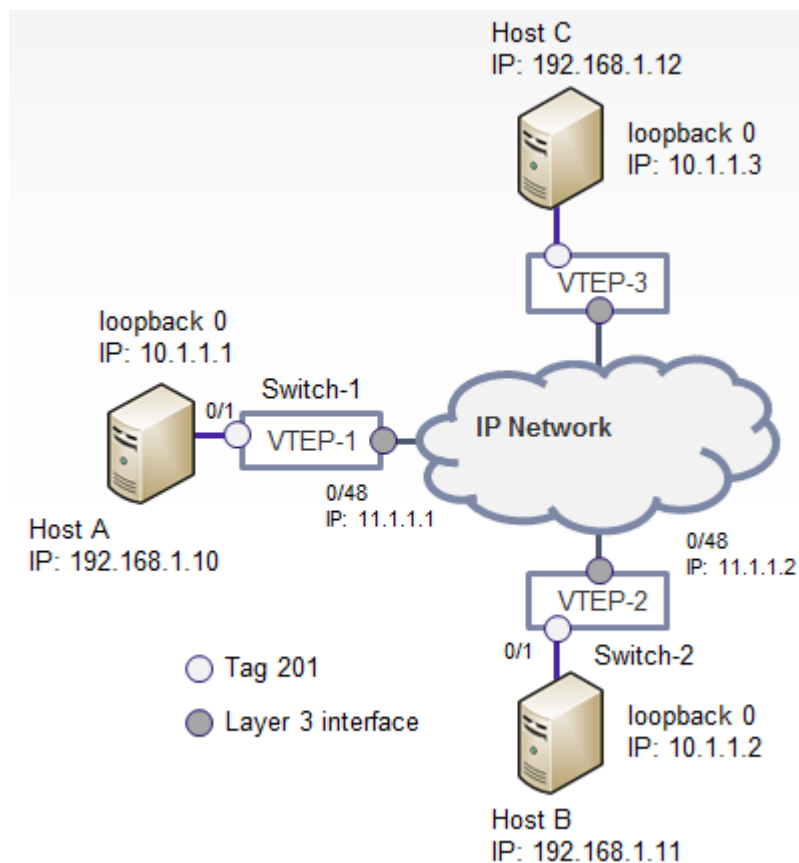 Host C
IP: 192.168.1.12
loopback 0
IP: 10.1.1.3
VTEP-3
loopback 0
IP: 10.1.1.1
Switch-1
0/1
VTEP-1
IP Network
0/48
IP: 11.1.1.1
Host A
IP: 192.168.1.10
0/48
IP: 11.1.1.2
VTEP-2
0/1
Switch-2
Tag 201
Layer 3 interface
loopback 0
IP: 10.1.1.2
Host B
IP: 192.168.1.11